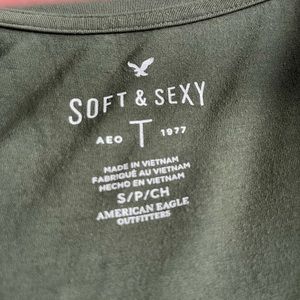 SOFT & SEXY
AEO T 1977
MADE IN VIETNAM
FABRIQUÉ AU VIETNAM
HECHO EN VIETNAM
S/P/CH
AMERICAN EAGLE
OUTFITTERS